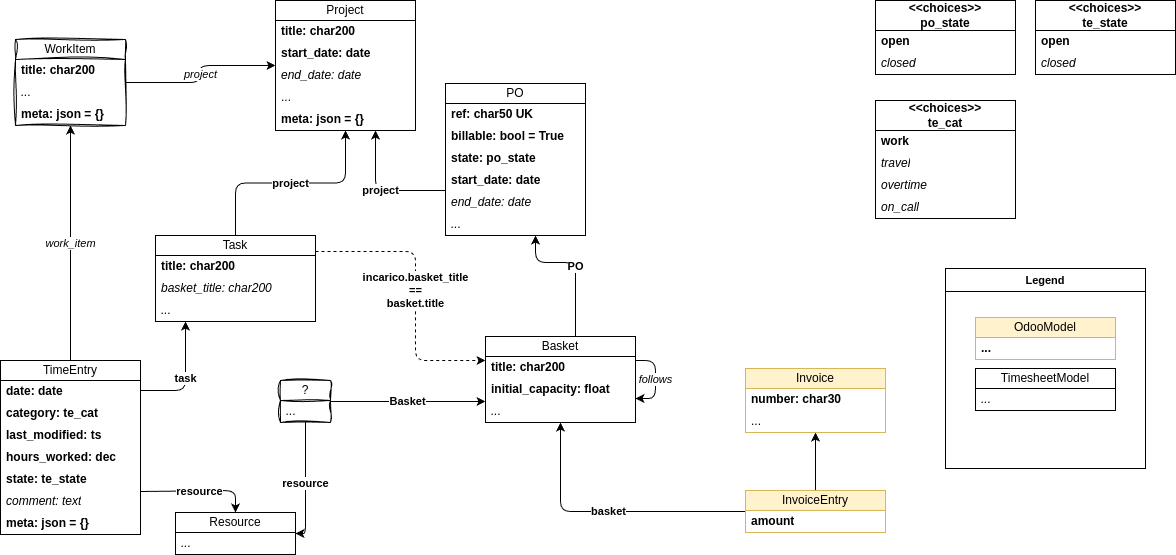 Project
title: char200
start_date: date
end_date: date
...
meta: json = {}
WorkItem
title: char200
...
meta: json = {}
project
PO
ref: char50 UK
billable: bool = True
state: po_state
start_date: date
end_date: date
...
project
project
work_item
Task
title: char200
basket_title: char200
...
incarico.basket_title
==
basket.title
PO
TimeEntry
date: date
category: te_cat
last_modified: ts
hours_worked: dec
state: te_state
comment: text
meta: json = {}
task
?
...
Basket
Basket
title: char200
initial_capacity: float
...
follows
resource
resource
Resource
...
basket
Invoice
number: char30
...
InvoiceEntry
amount
<<choices>>
po_state
open
closed
<<choices>>
te_state
open
closed
<<choices>>
te_cat
work
travel
overtime
on_call
Legend
OdooModel
...
TimesheetModel
...